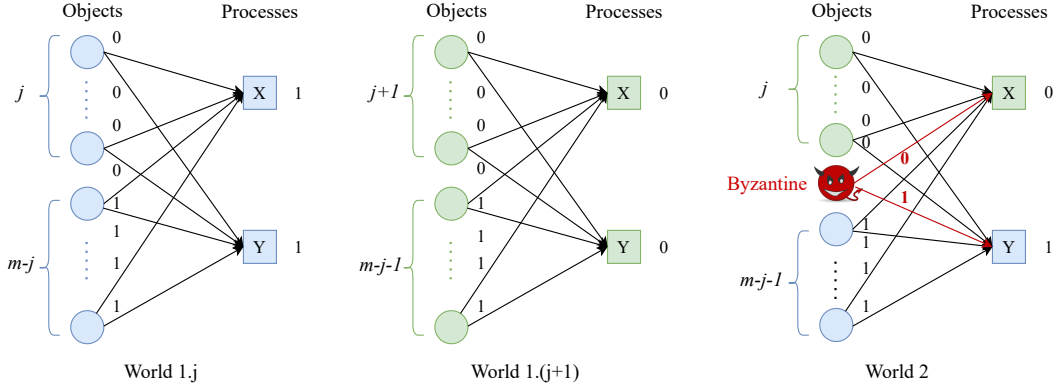 Objects
Processes
0
0
0
0
1
1
1
1
j
m-j
X
1
Y
1
World 1.j
Objects
Processes
0
0
0
0
1
1
1
1
j+1
m-j-1
X
0
Y
0
World 1.(j+1)
Objects
Processes
0
0
0
0
j
Byzantine
0
1
1
1
1
1
m-j-1
X
0
Y
1
World 2